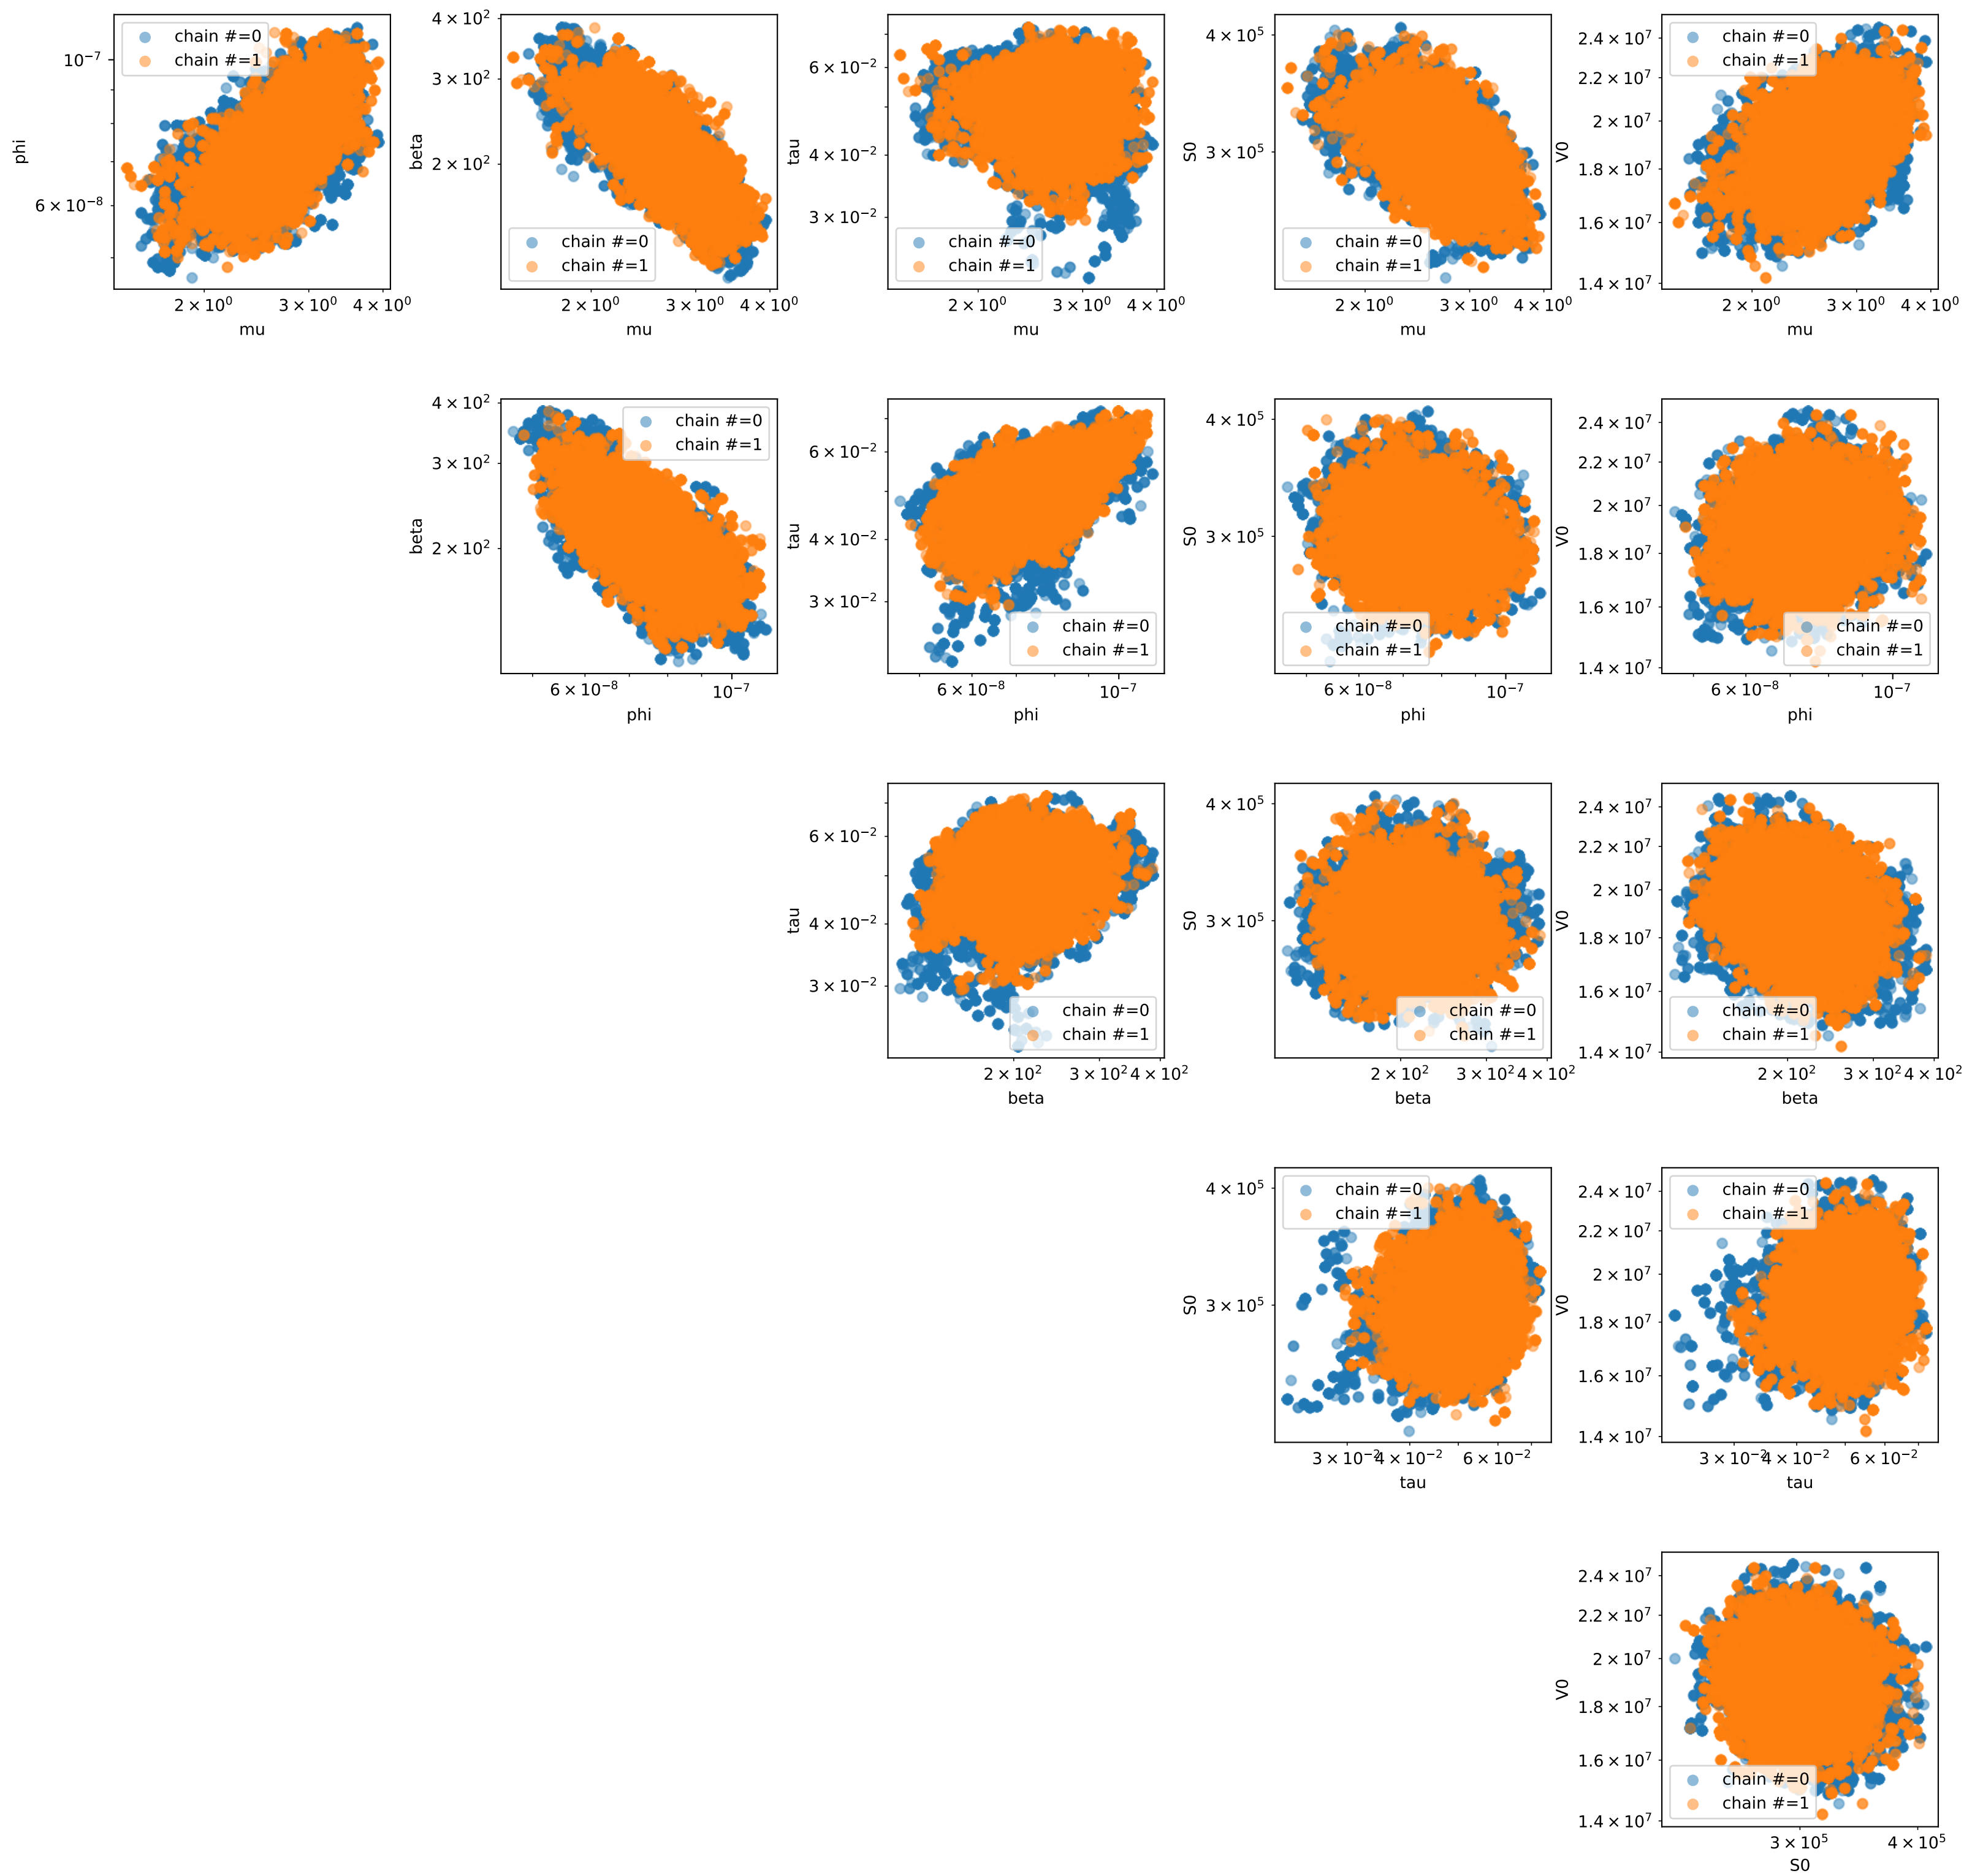 chain #=0
chain #=1
10⁻⁷
6 × 10⁻⁸
phi
2 × 10⁰
3 × 10⁰
4 × 10⁰
mu
chain #=0
chain #=1
4 × 10²
3 × 10²
2 × 10²
beta
2 × 10⁰
3 × 10⁰
4 × 10⁰
mu
chain #=0
chain #=1
6 × 10⁻²
4 × 10⁻²
3 × 10⁻²
tau
2 × 10⁰
3 × 10⁰
4 × 10⁰
mu
chain #=0
chain #=1
4 × 10⁵
3 × 10⁵
S0
2 × 10⁰
3 × 10⁰
4 × 10⁰
mu
chain #=0
chain #=1
2.4 × 10⁷
2.2 × 10⁷
2 × 10⁷
1.8 × 10⁷
1.6 × 10⁷
1.4 × 10⁷
V0
2 × 10⁰
3 × 10⁰
4 × 10⁰
mu
chain #=0
chain #=1
4 × 10²
3 × 10²
2 × 10²
beta
6 × 10⁻⁸
10⁻⁷
phi
chain #=0
chain #=1
6 × 10⁻²
4 × 10⁻²
3 × 10⁻²
tau
6 × 10⁻⁸
10⁻⁷
phi
chain #=0
chain #=1
4 × 10⁵
3 × 10⁵
S0
6 × 10⁻⁸
10⁻⁷
phi
chain #=0
chain #=1
2.4 × 10⁷
2.2 × 10⁷
2 × 10⁷
1.8 × 10⁷
1.6 × 10⁷
1.4 × 10⁷
V0
6 × 10⁻⁸
10⁻⁷
phi
chain #=0
chain #=1
6 × 10⁻²
4 × 10⁻²
3 × 10⁻²
tau
2 × 10²
3 × 10²
4 × 10²
beta
chain #=0
chain #=1
4 × 10⁵
3 × 10⁵
S0
2 × 10²
3 × 10²
4 × 10²
beta
chain #=0
chain #=1
2.4 × 10⁷
2.2 × 10⁷
2 × 10⁷
1.8 × 10⁷
1.6 × 10⁷
1.4 × 10⁷
V0
2 × 10²
3 × 10²
4 × 10²
beta
chain #=0
chain #=1
4 × 10⁵
3 × 10⁵
S0
3 × 10⁻²
4 × 10⁻²
6 × 10⁻²
tau
chain #=0
chain #=1
2.4 × 10⁷
2.2 × 10⁷
2 × 10⁷
1.8 × 10⁷
1.6 × 10⁷
1.4 × 10⁷
V0
3 × 10⁻²
4 × 10⁻²
6 × 10⁻²
tau
chain #=0
chain #=1
2.4 × 10⁷
2.2 × 10⁷
2 × 10⁷
1.8 × 10⁷
1.6 × 10⁷
1.4 × 10⁷
V0
3 × 10⁵
4 × 10⁵
S0